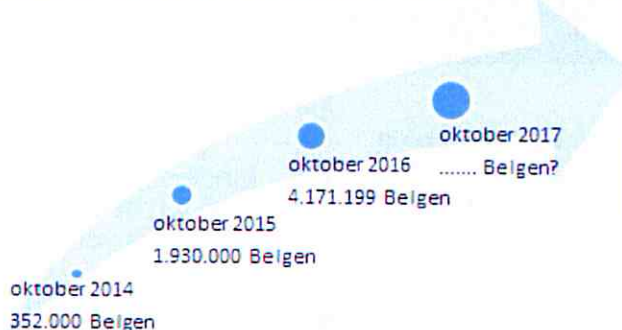 oktober 2014
352.000 Belgen
oktober 2015
1.930.000 Belgen
oktober 2016
4.171.199 Belgen
oktober 2017
....... Belgen?